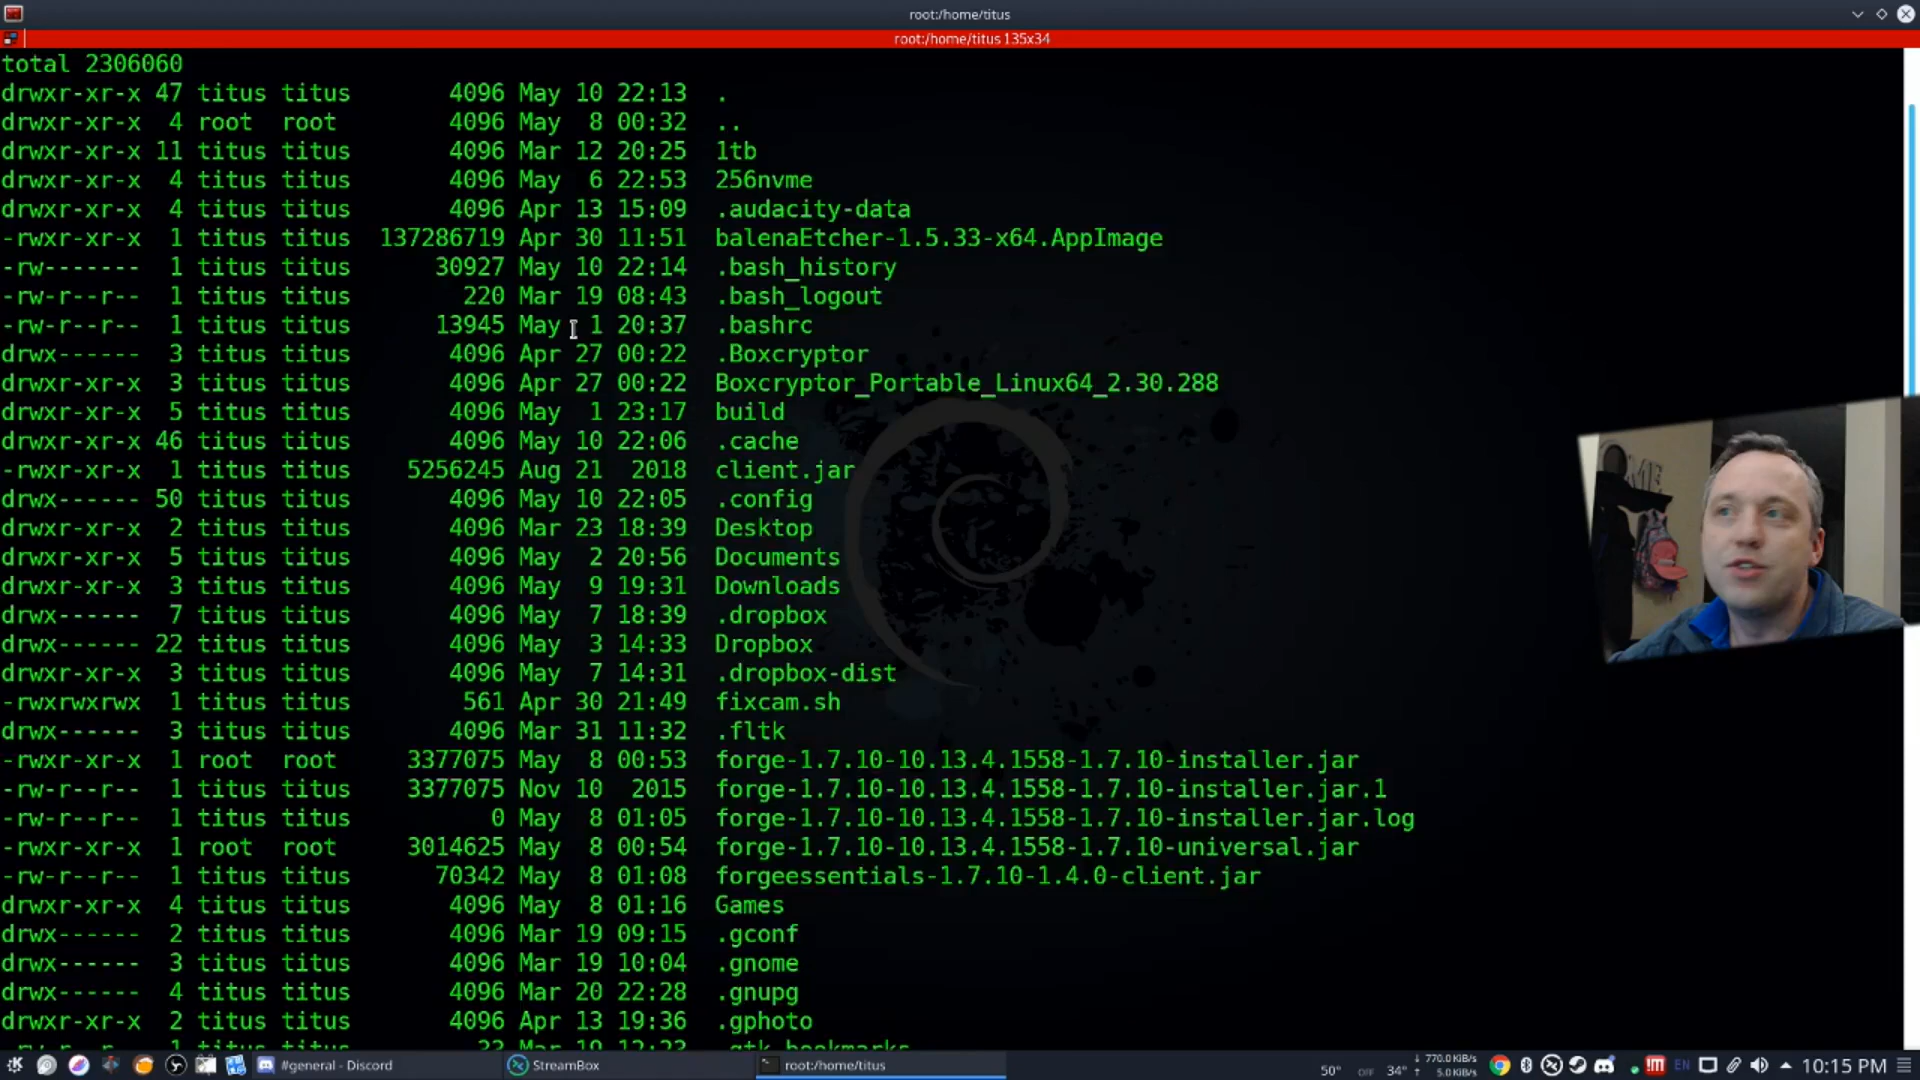 root:/home/titus
root:/home/titus 135x34
total 2306060
drwxr-xr-x 47 titus titus 4096 May 10 22:13 .
drwxr-xr-x 4 root root 4096 May 8 00:32 ..
drwxr-xr-x 11 titus titus 4096 Mar 12 20:25 1tb
drwxr-xr-x 4 titus titus 4096 May 6 22:53 256nvme
drwxr-xr-x 4 titus titus 4096 Apr 13 15:09 .audacity-data
-rwxr-xr-x 1 titus titus 137286719 Apr 30 11:51 balenaEtcher-1.5.33-x64.AppImage
-rw------- 1 titus titus 30927 May 10 22:14 .bash_history
-rw-r--r-- 1 titus titus 220 Mar 19 08:43 .bash_logout
-rw-r--r-- 1 titus titus 13945 May 1 20:37 .bashrc
drwx------ 3 titus titus 4096 Apr 27 00:22 .Boxcryptor
drwxr-xr-x 3 titus titus 4096 Apr 27 00:22 Boxcryptor_Portable_Linux64_2.30.288
drwxr-xr-x 5 titus titus 4096 May 1 23:17 build
drwxr-xr-x 46 titus titus 4096 May 10 22:06 .cache
-rwxr-xr-x 1 titus titus 5256245 Aug 21 2018 client.jar
drwx------ 50 titus titus 4096 May 10 22:05 .config
drwxr-xr-x 2 titus titus 4096 Mar 23 18:39 Desktop
drwxr-xr-x 5 titus titus 4096 May 2 20:56 Documents
drwxr-xr-x 3 titus titus 4096 May 9 19:31 Downloads
drwx------ 7 titus titus 4096 May 7 18:39 .dropbox
drwx------ 22 titus titus 4096 May 3 14:33 Dropbox
drwxr-xr-x 3 titus titus 4096 May 7 14:31 .dropbox-dist
-rwxrwxrwx 1 titus titus 561 Apr 30 21:49 fixcam.sh
drwx------ 3 titus titus 4096 Mar 31 11:32 .fltk
-rwxr-xr-x 1 root root 3377075 May 8 00:53 forge-1.7.10-10.13.4.1558-1.7.10-installer.jar
-rw-r--r-- 1 titus titus 3377075 Nov 10 2015 forge-1.7.10-10.13.4.1558-1.7.10-installer.jar.1
-rw-r--r-- 1 titus titus 0 May 8 01:05 forge-1.7.10-10.13.4.1558-1.7.10-installer.jar.log
-rwxr-xr-x 1 root root 3014625 May 8 00:54 forge-1.7.10-10.13.4.1558-1.7.10-universal.jar
-rw-r--r-- 1 titus titus 70342 May 8 01:08 forgeessentials-1.7.10-1.4.0-client.jar
drwxr-xr-x 4 titus titus 4096 May 8 01:16 Games
drwx------ 2 titus titus 4096 Mar 19 09:15 .gconf
drwx------ 3 titus titus 4096 Mar 19 10:04 .gnome
drwx------ 4 titus titus 4096 Mar 20 22:28 .gnupg
drwxr-xr-x 2 titus titus 4096 Apr 13 19:36 .gphoto
#general - Discord StreamBox root:/home/titus 50° OFF 34° 770.0 KiB/s 5.0 KiB/s EN 10:15 PM